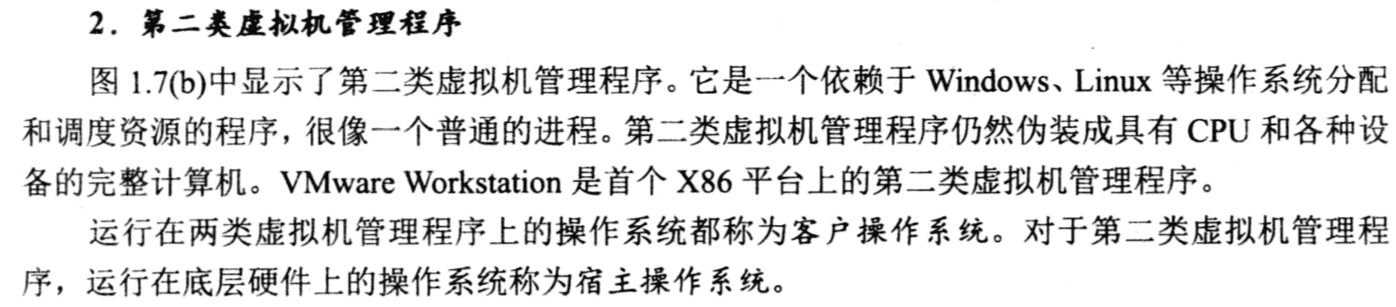 2．第二类虚拟机管理程序
图 1.7(b)中显示了第二类虚拟机管理程序。它是一个依赖于 Windows、Linux 等操作系统分配
和调度资源的程序，很像一个普通的进程。第二类虚拟机管理程序仍然伪装成具有 CPU 和各种设
备的完整计算机。VMware Workstation 是首个 X86 平台上的第二类虚拟机管理程序。
运行在两类虚拟机管理程序上的操作系统都称为客户操作系统。对于第二类虚拟机管理程
序，运行在底层硬件上的操作系统称为宿主操作系统。